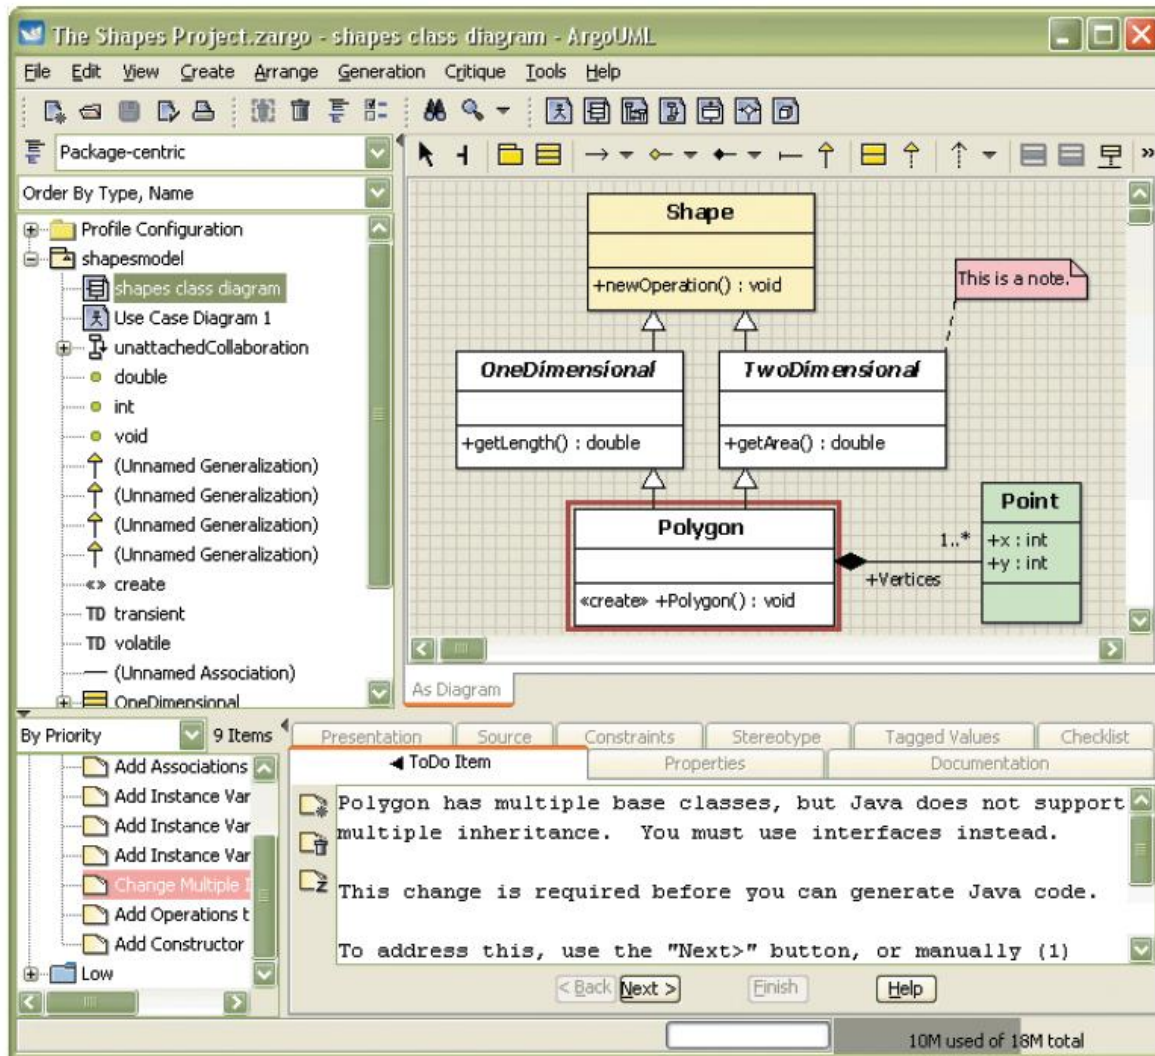 The Shapes Project.zargo - shapes class diagram - ArgoUML
File Edit View Create Arrange Generation Critique Tools Help
Package-centric
Order By Type, Name
Profile Configuration
shapesmodel
shapes class diagram
Use Case Diagram 1
unattachedCollaboration
double
int
void
(Unnamed Generalization)
(Unnamed Generalization)
(Unnamed Generalization)
(Unnamed Generalization)
«» create
TD transient
TD volatile
(Unnamed Association)
OneDimensional
Shape
+newOperation() : void
This is a note.
OneDimensional
+getLength() : double
TwoDimensional
+getArea() : double
Polygon
«create» +Polygon() : void
1..*
+Vertices
Point
+x : int
+y : int
As Diagram
By Priority 9 Items
Add Associations
Add Instance Var
Add Instance Var
Add Instance Var
Change Multiple I
Add Operations t
Add Constructor
Low
Presentation Source Constraints Stereotype Tagged Values Checklist
ToDo Item Properties Documentation
Polygon has multiple base classes, but Java does not support
multiple inheritance. You must use interfaces instead.
This change is required before you can generate Java code.
To address this, use the "Next>" button, or manually (1)
< Back Next > Finish Help
10M used of 18M total